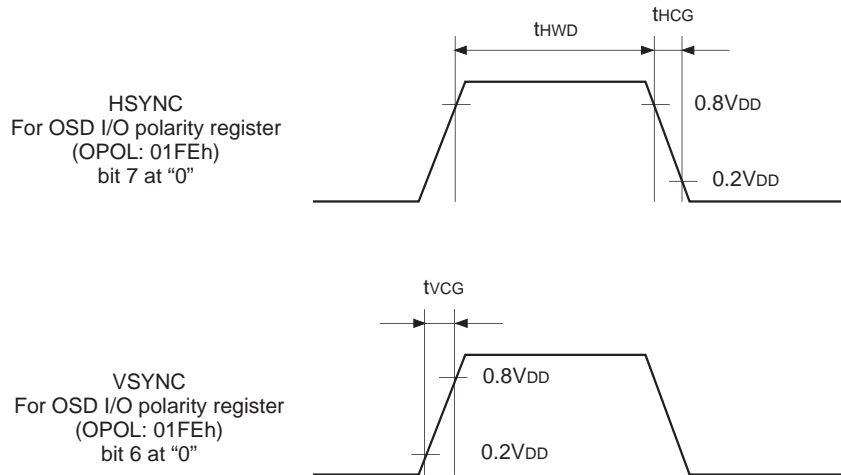 tHWD
tHCG
HSYNC
For OSD I/O polarity register
(OPOL: 01FEh)
bit 7 at “0”
0.8VDD
0.2VDD
tVCG
VSYNC
For OSD I/O polarity register
(OPOL: 01FEh)
bit 6 at “0”
0.8VDD
0.2VDD